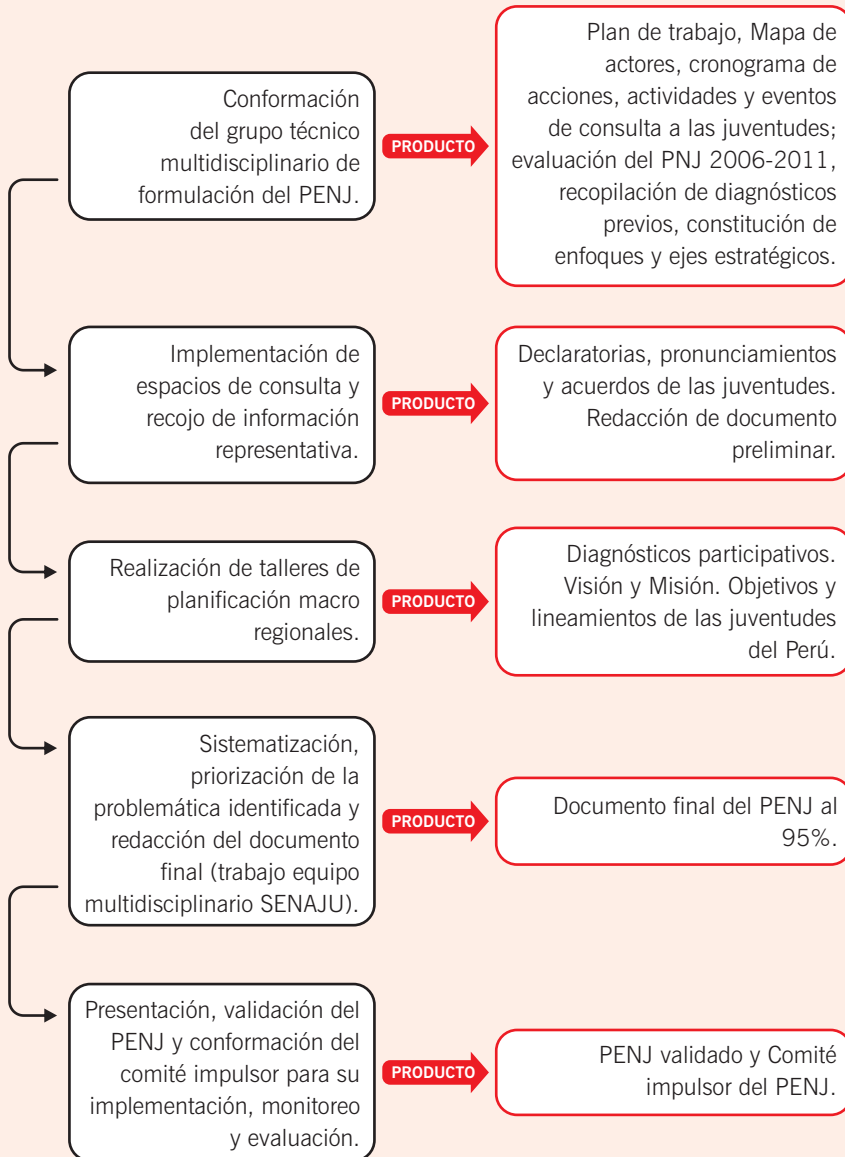 Conformación
del grupo técnico
multidisciplinario de
formulación del PENJ.
PRODUCTO
Plan de trabajo, Mapa de
actores, cronograma de
acciones, actividades y eventos
de consulta a las juventudes;
evaluación del PNJ 2006-2011,
recopilación de diagnósticos
previos, constitución de
enfoques y ejes estratégicos.
Implementación de
espacios de consulta y
recojo de información
representativa.
PRODUCTO
Declaratorias, pronunciamientos
y acuerdos de las juventudes.
Redacción de documento
preliminar.
Realización de talleres de
planificación macro
regionales.
PRODUCTO
Diagnósticos participativos.
Visión y Misión. Objetivos y
lineamientos de las juventudes
del Perú.
Sistematización,
priorización de la
problemática identificada y
redacción del documento
final (trabajo equipo
multidisciplinario SENAJU).
PRODUCTO
Documento final del PENJ al
95%.
Presentación, validación del
PENJ y conformación del
comité impulsor para su
implementación, monitoreo
y evaluación.
PRODUCTO
PENJ validado y Comité
impulsor del PENJ.